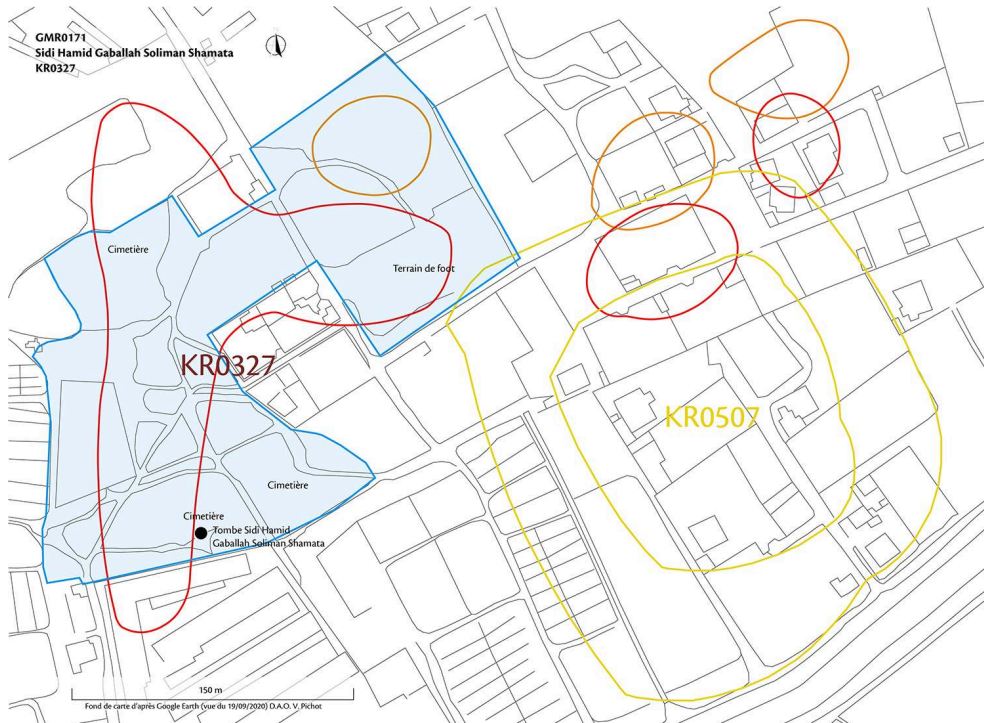 GMR0171
Sidi Hamid Gaballah Soliman Shamata
KR0327
Cimetière
Terrain de foot
KR0327
KR0507
Cimetière
Cimetière
Tombe Sidi Hamid
Gaballah Soliman Shamata
150 m
Fond de carte d'après Google Earth (vue du 19/09/2020) D.A.O. V. Pichot